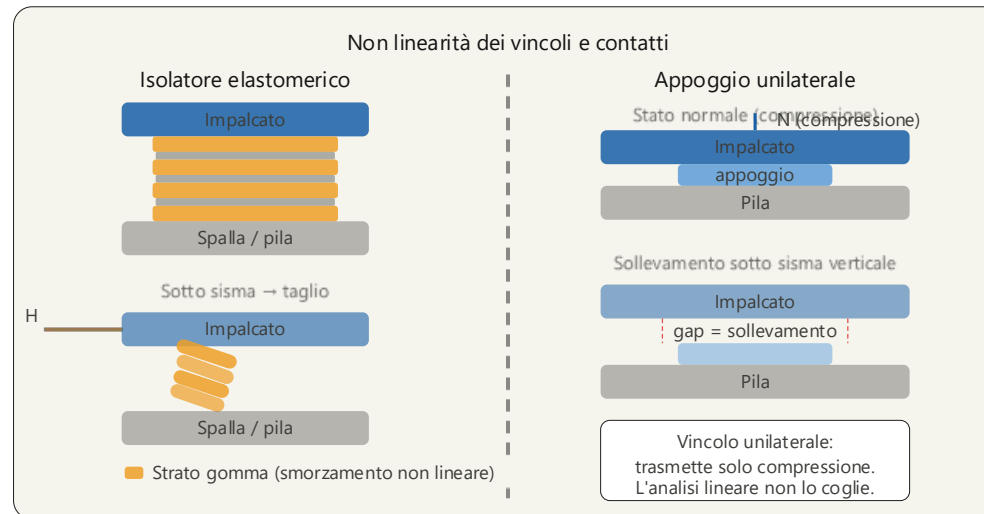 Non linearità dei vincoli e contatti
Isolatore elastomerico
Impalcato
Spalla / pila
Sotto sisma → taglio
H
Impalcato
Spalla / pila
Strato gomma (smorzamento non lineare)
Appoggio unilaterale
Stato normale (compressione)
N (compressione)
Impalcato
appoggio
Pila
Sollevamento sotto sisma verticale
Impalcato
gap = sollevamento
Pila
Vincolo unilaterale:
trasmette solo compressione.
L'analisi lineare non lo coglie.